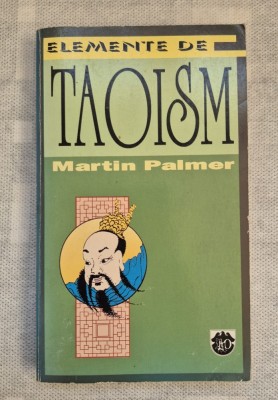 ELEMENTE DE
TAOISM
Martin Palmer